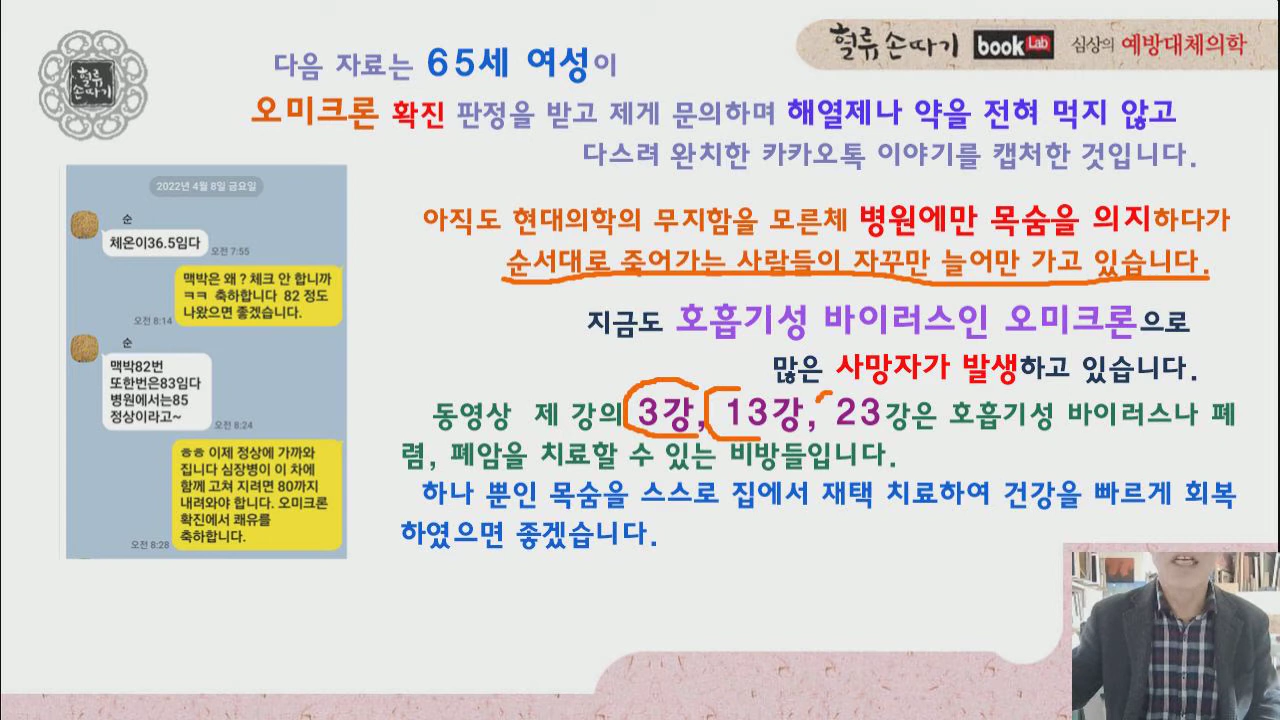 혈류 손따기 book Lab 심상의 예방대체의학
혈류
손따기
다음 자료는 65세 여성이
오미크론 확진 판정을 받고 제게 문의하며 해열제나 약을 전혀 먹지 않고
다스려 완치한 카카오톡 이야기를 캡처한 것입니다.
2022년 4월 8일 금요일
순
체온이36.5임다
오전 7:55
맥박은 왜 ? 체크 안 합니까
ㅋㅋ 축하합니다 82 정도
나왔으면 좋겠습니다.
오전 8:14
순
맥박82번
또한번은83임다
병원에서는85
정상이라고~
오전 8:24
ㅎㅎ 이제 정상에 가까와
집니다 심장병이 이 차에
함께 고쳐 지려면 80까지
내려와야 합니다. 오미크론
확진에서 쾌유를
축하합니다.
오전 8:28
아직도 현대의학의 무지함을 모른체 병원에만 목숨을 의지하다가
순서대로 죽어가는 사람들이 자꾸만 늘어만 가고 있습니다.
지금도 호흡기성 바이러스인 오미크론으로
많은 사망자가 발생하고 있습니다.
동영상 제 강의 3강, 13강, 23강은 호흡기성 바이러스나 폐
렴, 폐암을 치료할 수 있는 비방들입니다.
하나 뿐인 목숨을 스스로 집에서 재택 치료하여 건강을 빠르게 회복
하였으면 좋겠습니다.